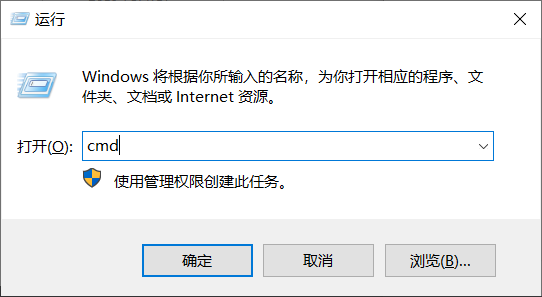 运行
Windows 将根据你所输入的名称，为你打开相应的程序、文
件夹、文档或 Internet 资源。
打开(O): cmd
使用管理权限创建此任务。
确定 取消 浏览(B)...